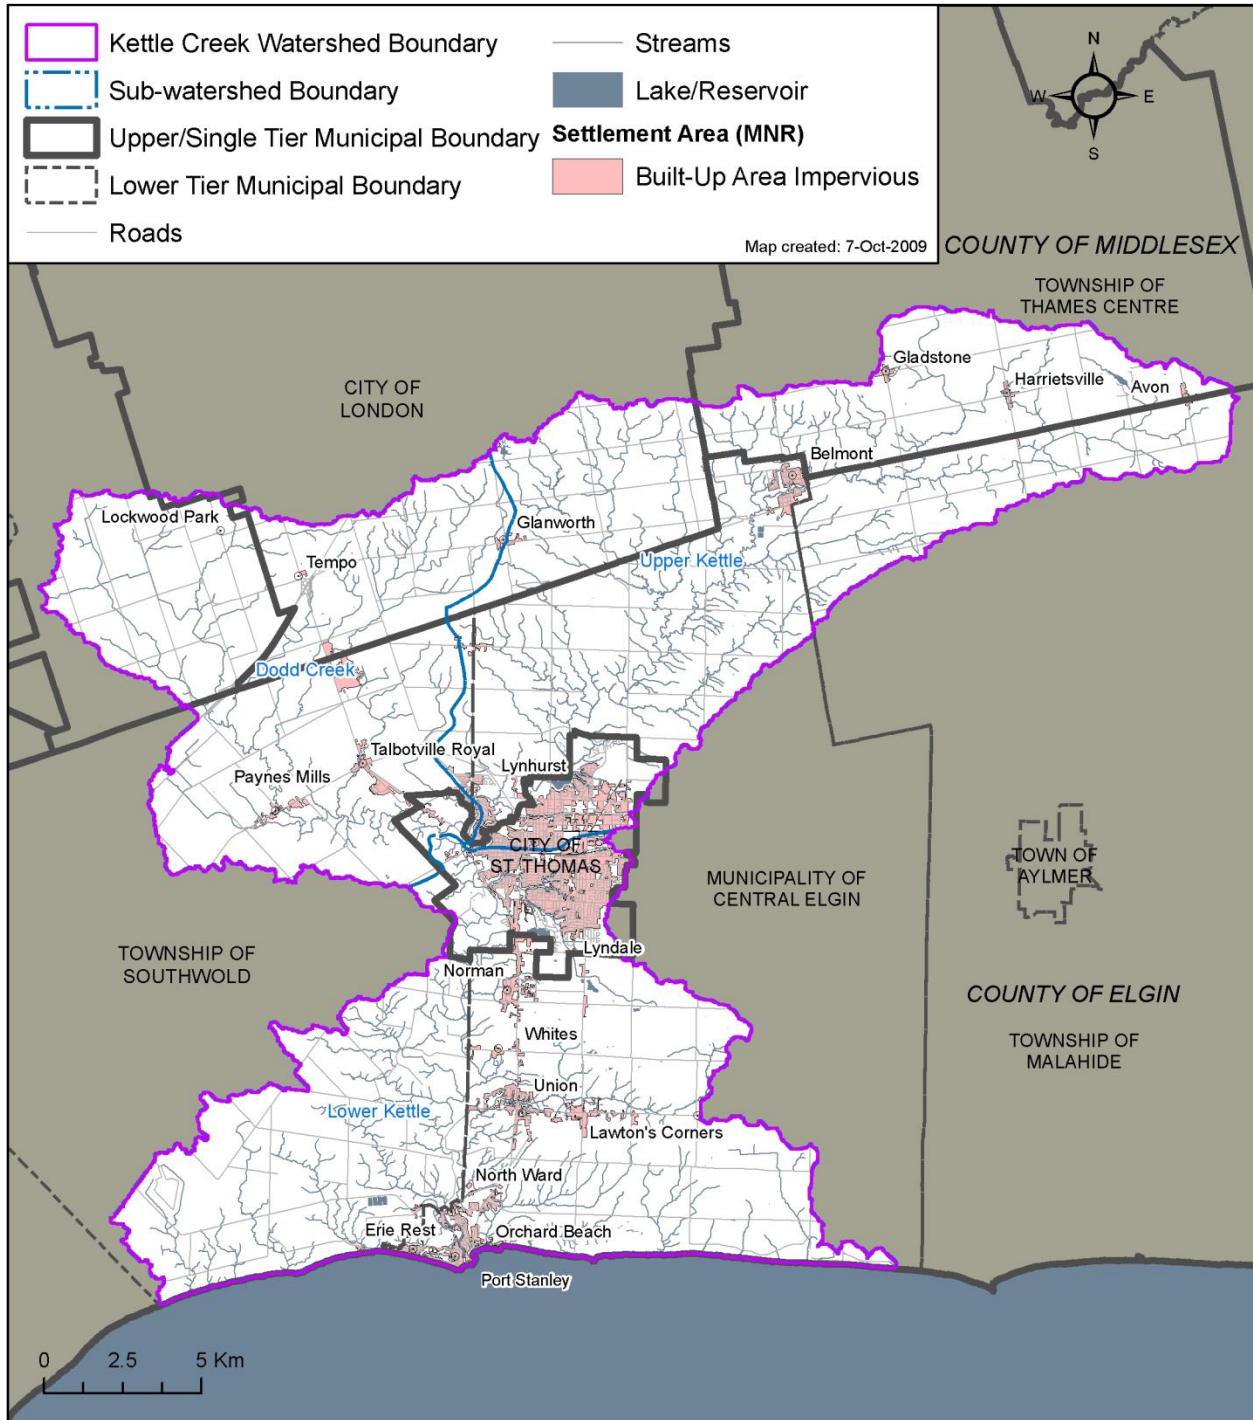 Kettle Creek Watershed Boundary
Sub-watershed Boundary
Upper/Single Tier Municipal Boundary
Lower Tier Municipal Boundary
Roads
Streams
Lake/Reservoir
Settlement Area (MNR)
Built-Up Area Impervious
Map created: 7-Oct-2009
N
W
E
S
COUNTY OF MIDDLESEX
TOWNSHIP OF
THAMES CENTRE
CITY OF
LONDON
Gladstone
Harrietsville
Avon
Belmont
Lockwood Park
Glanworth
Tempo
Upper Kettle
Dodd Creek
Talbotville Royal
Lynhurst
Paynes Mills
CITY OF
ST. THOMAS
TOWN OF
AYLMER
MUNICIPALITY OF
CENTRAL ELGIN
TOWNSHIP OF
SOUTHWOLD
Lyndale
Norman
COUNTY OF ELGIN
TOWNSHIP OF
MALAHIDE
Whites
Union
Lower Kettle
Lawton's Corners
North Ward
Erie Rest
Orchard Beach
Port Stanley
0 2.5 5 Km